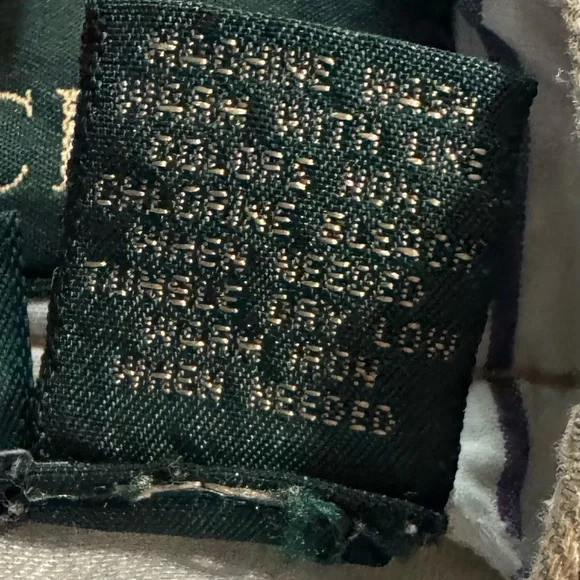 MACHINE WASH
WARM WITH LIKE
COLORS NON-
CHLORINE BLEACH
WHEN NEEDED
TUMBLE DRY LOW
WARM IRON
WHEN NEEDED